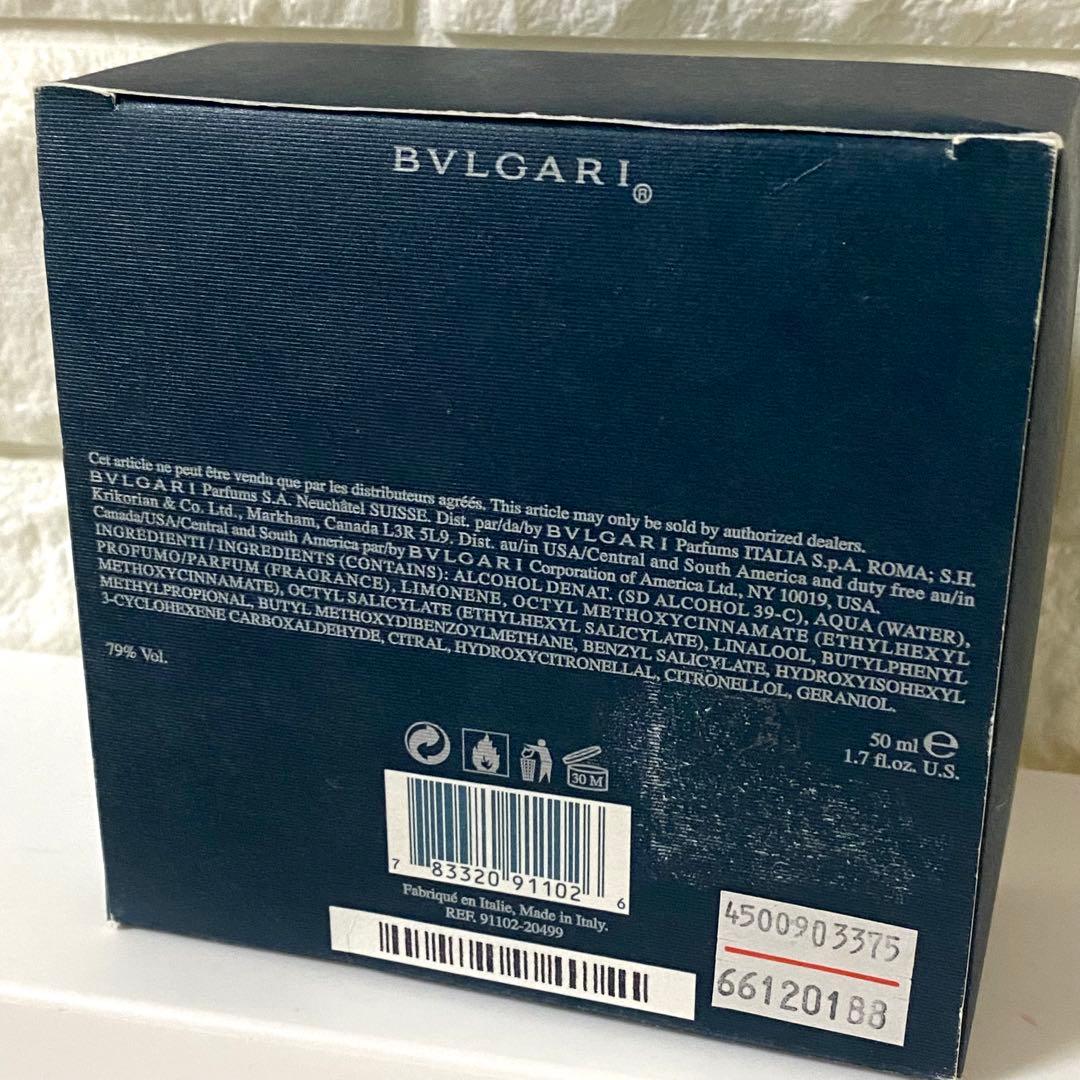 BVLGARI®
Cet article ne peut être vendu que par les distributeurs agréés. This article may only be sold by authorized dealers.
BVLGARI Parfums S.A. Neuchâtel SUISSE. Dist. par/da/by BVLGARI Parfums ITALIA S.p.A. ROMA; S.H.
Krikorian & Co. Ltd., Markham, Canada L3R 5L9. Dist. au/in USA/Central and South America and duty free au/in
Canada/USA/Central and South America par/by BVLGARI Corporation of America Ltd., NY 10019, USA.
INGREDIENTI / INGREDIENTS (CONTAINS): ALCOHOL DENAT. (SD ALCOHOL 39-C), AQUA (WATER),
PROFUMO/PARFUM (FRAGRANCE), LIMONENE, OCTYL METHOXYCINNAMATE (ETHYLHEXYL
METHOXYCINNAMATE), OCTYL SALICYLATE (ETHYLHEXYL SALICYLATE), LINALOOL, BUTYLPHENYL
METHYLPROPIONAL, BUTYL METHOXYDIBENZOYLMETHANE, BENZYL SALICYLATE, HYDROXYISOHEXYL
3-CYCLOHEXENE CARBOXALDEHYDE, CITRAL, HYDROXYCITRONELLAL, CITRONELLOL, GERANIOL.
79% Vol.
50 ml e
1.7 fl.oz. U.S.
30 M
7 83320 91102 6
Fabriqué en Italie, Made in Italy.
REF. 91102-20499
4500903375
66120188